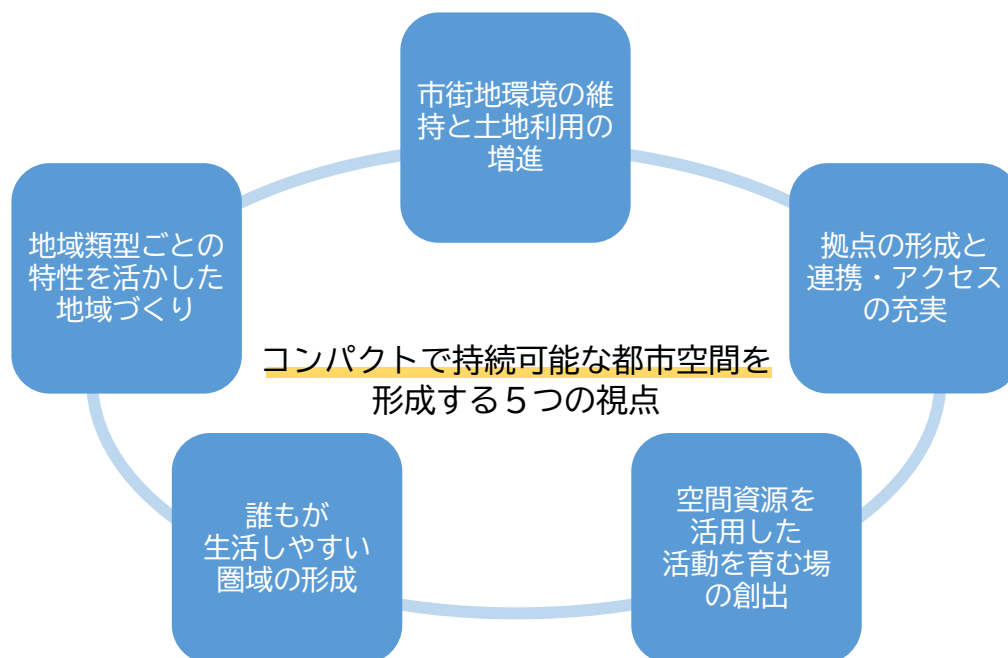 市街地環境の維
持と土地利用の
増進
地域類型ごとの
特性を活かした
地域づくり
拠点の形成と
連携・アクセス
の充実
コンパクトで持続可能な都市空間を
形成する５つの視点
誰もが
生活しやすい
圏域の形成
空間資源を
活用した
活動を育む場
の創出